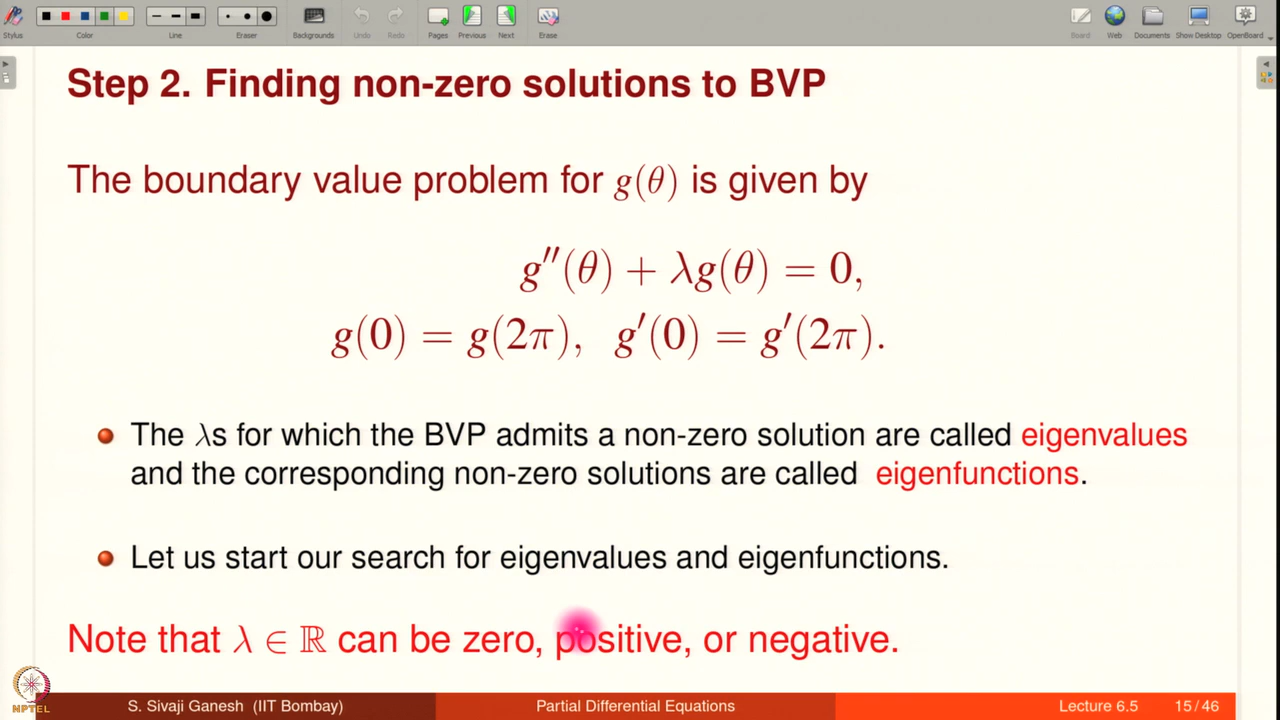 Stylus Color Line Eraser Backgrounds Undo Redo Pages Previous Next Erase Board Web Documents Show Desktop OpenBoard
Step 2. Finding non-zero solutions to BVP
The boundary value problem for g(θ) is given by
g″(θ) + λg(θ) = 0,
g(0) = g(2π), g′(0) = g′(2π).
The λs for which the BVP admits a non-zero solution are called eigenvalues
and the corresponding non-zero solutions are called eigenfunctions.
Let us start our search for eigenvalues and eigenfunctions.
Note that λ ∈ ℝ can be zero, positive, or negative.
NPTEL
S. Sivaji Ganesh (IIT Bombay) Partial Differential Equations Lecture 6.5 15/46